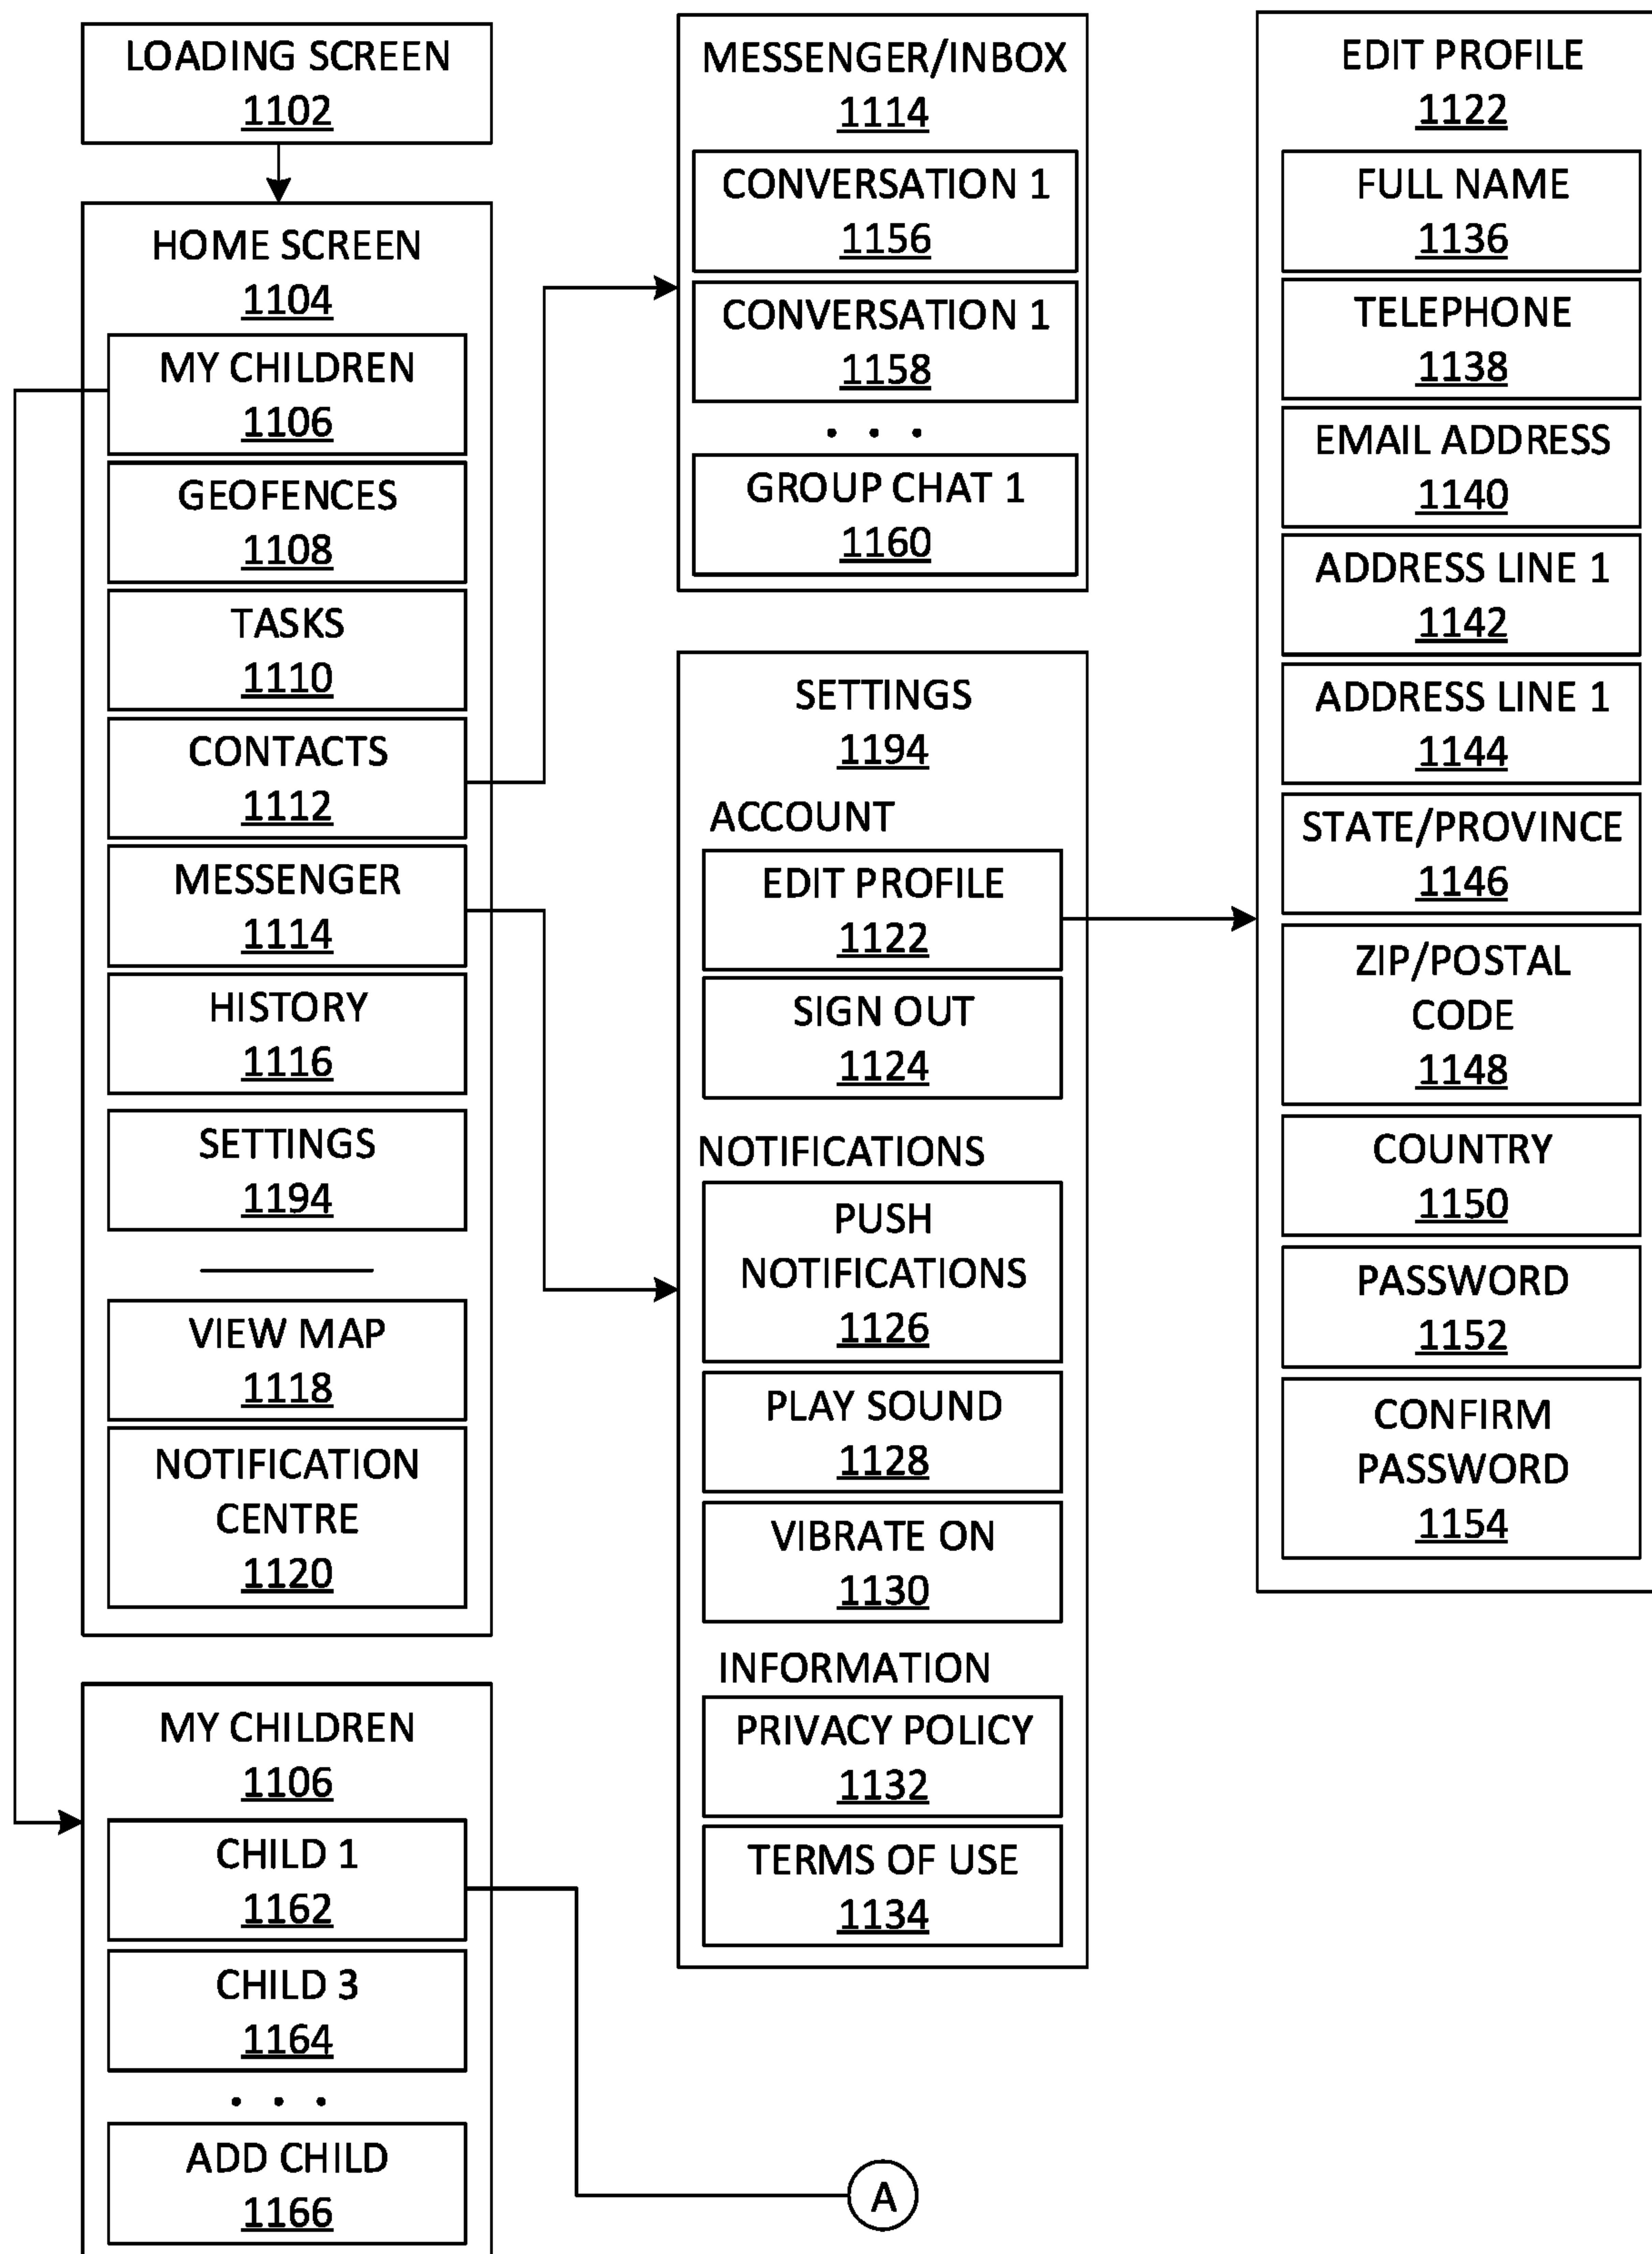 LOADING SCREEN
1102
HOME SCREEN
1104
MY CHILDREN
1106
GEOFENCES
1108
TASKS
1110
CONTACTS
1112
MESSENGER
1114
HISTORY
1116
SETTINGS
1194
VIEW MAP
1118
NOTIFICATION
CENTRE
1120
MY CHILDREN
1106
CHILD 1
1162
CHILD 3
1164
. . .
ADD CHILD
1166
MESSENGER/INBOX
1114
CONVERSATION 1
1156
CONVERSATION 1
1158
. . .
GROUP CHAT 1
1160
SETTINGS
1194
ACCOUNT
EDIT PROFILE
1122
SIGN OUT
1124
NOTIFICATIONS
PUSH
NOTIFICATIONS
1126
PLAY SOUND
1128
VIBRATE ON
1130
INFORMATION
PRIVACY POLICY
1132
TERMS OF USE
1134
A
EDIT PROFILE
1122
FULL NAME
1136
TELEPHONE
1138
EMAIL ADDRESS
1140
ADDRESS LINE 1
1142
ADDRESS LINE 1
1144
STATE/PROVINCE
1146
ZIP/POSTAL
CODE
1148
COUNTRY
1150
PASSWORD
1152
CONFIRM
PASSWORD
1154